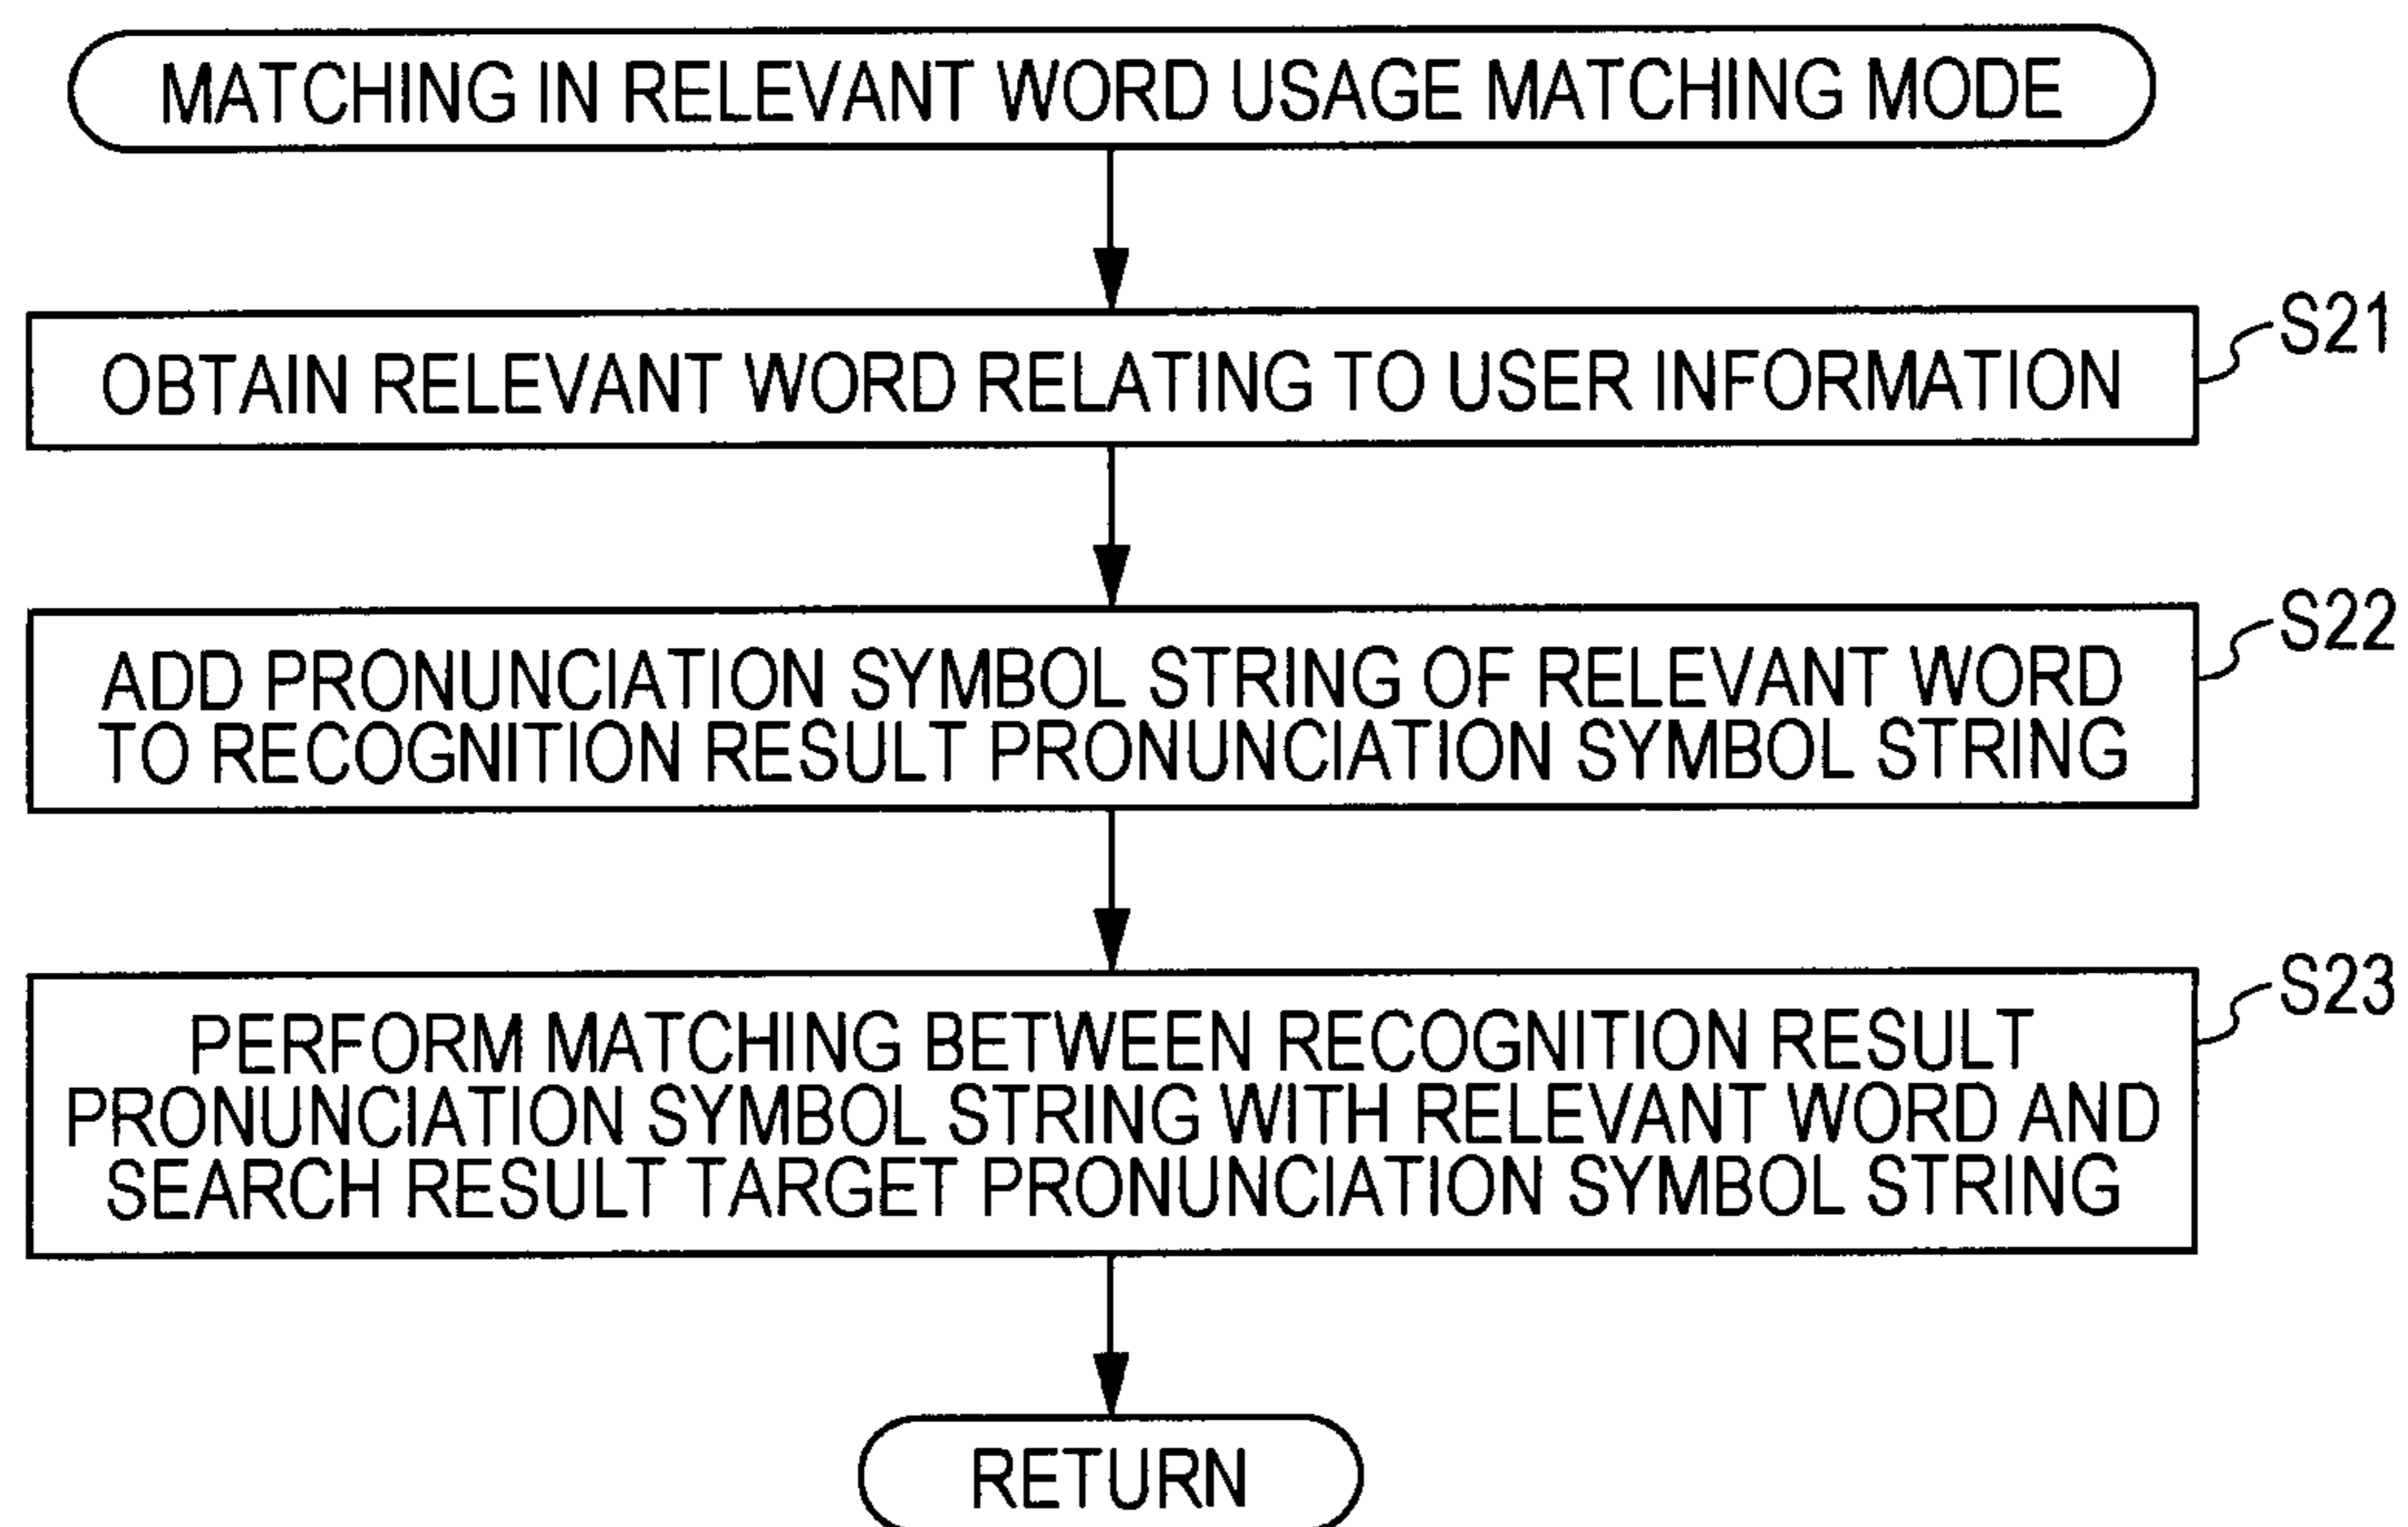 MATCHING IN RELEVANT WORD USAGE MATCHING MODE
OBTAIN RELEVANT WORD RELATING TO USER INFORMATION
S21
ADD PRONUNCIATION SYMBOL STRING OF RELEVANT WORD
TO RECOGNITION RESULT PRONUNCIATION SYMBOL STRING
S22
PERFORM MATCHING BETWEEN RECOGNITION RESULT
PRONUNCIATION SYMBOL STRING WITH RELEVANT WORD AND
SEARCH RESULT TARGET PRONUNCIATION SYMBOL STRING
S23
RETURN